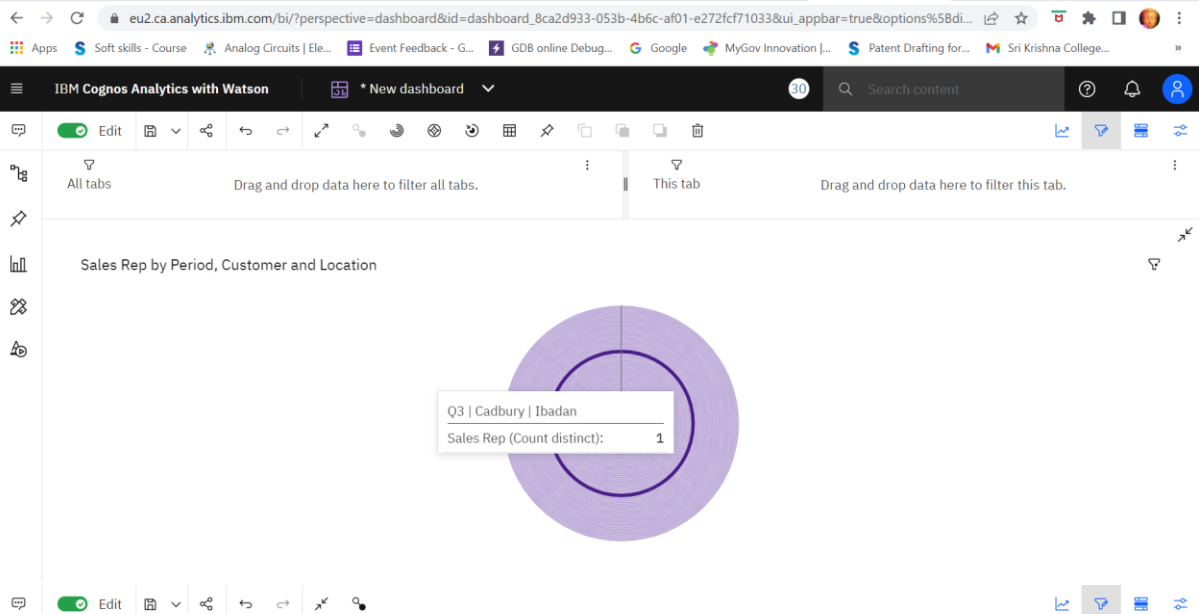 eu2.ca.analytics.ibm.com/bi/?perspective=dashboard&id=dashboard_8ca2d933-053b-4b6c-af01-e272fcf71033&ui_appbar=true&options%5Bdi...
Apps Soft skills - Course Analog Circuits | Ele... Event Feedback - G... GDB online Debug... Google MyGov Innovation |... Patent Drafting for... Sri Krishna College... »
IBM Cognos Analytics with Watson * New dashboard 30 Search content
Edit
All tabs Drag and drop data here to filter all tabs. This tab Drag and drop data here to filter this tab.
Sales Rep by Period, Customer and Location
Q3 | Cadbury | Ibadan
Sales Rep (Count distinct): 1
Edit